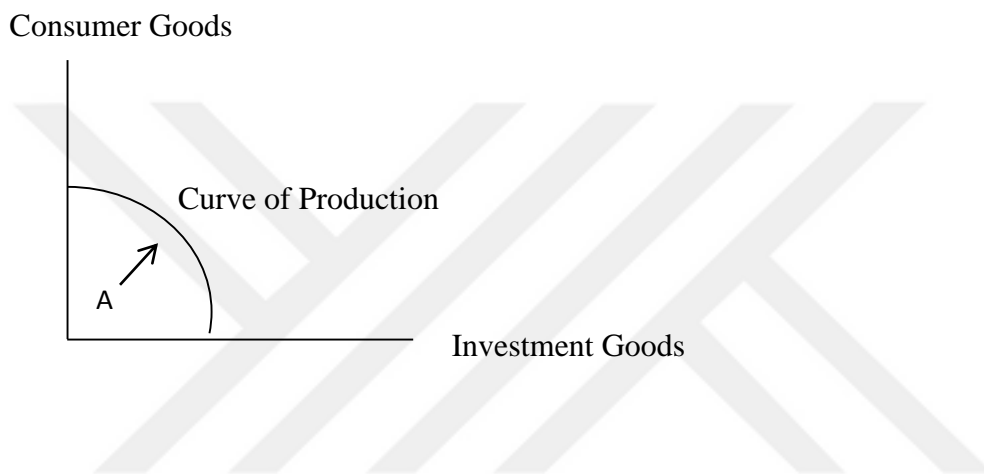 Consumer Goods
Curve of Production
A
Investment Goods